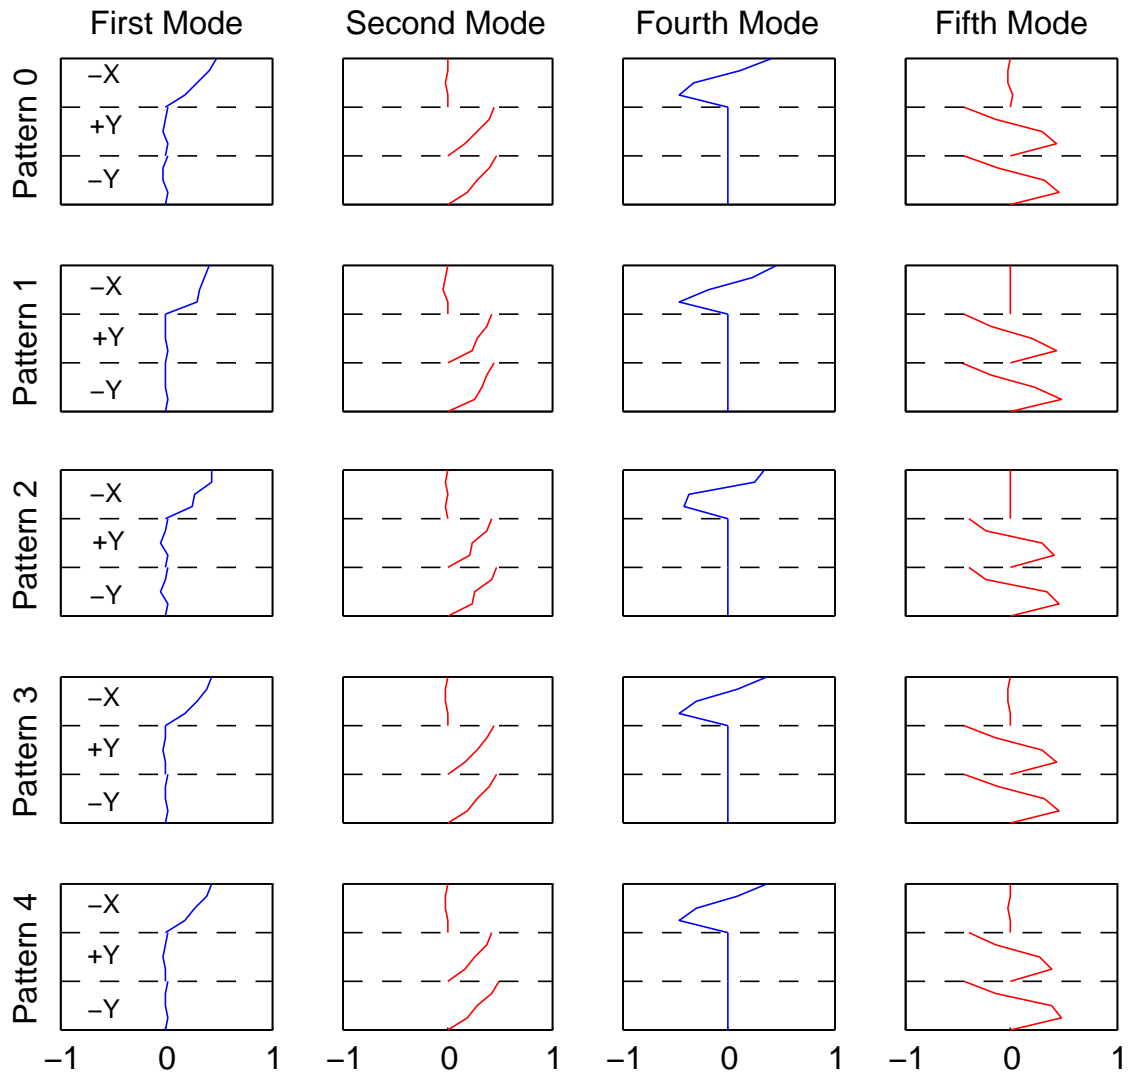 First Mode Second Mode Fourth Mode Fifth Mode
Pattern 0
−X
+Y
−Y
Pattern 1
−X
+Y
−Y
Pattern 2
−X
+Y
−Y
Pattern 3
−X
+Y
−Y
Pattern 4
−X
+Y
−Y
−1 0 1 −1 0 1 −1 0 1 −1 0 1